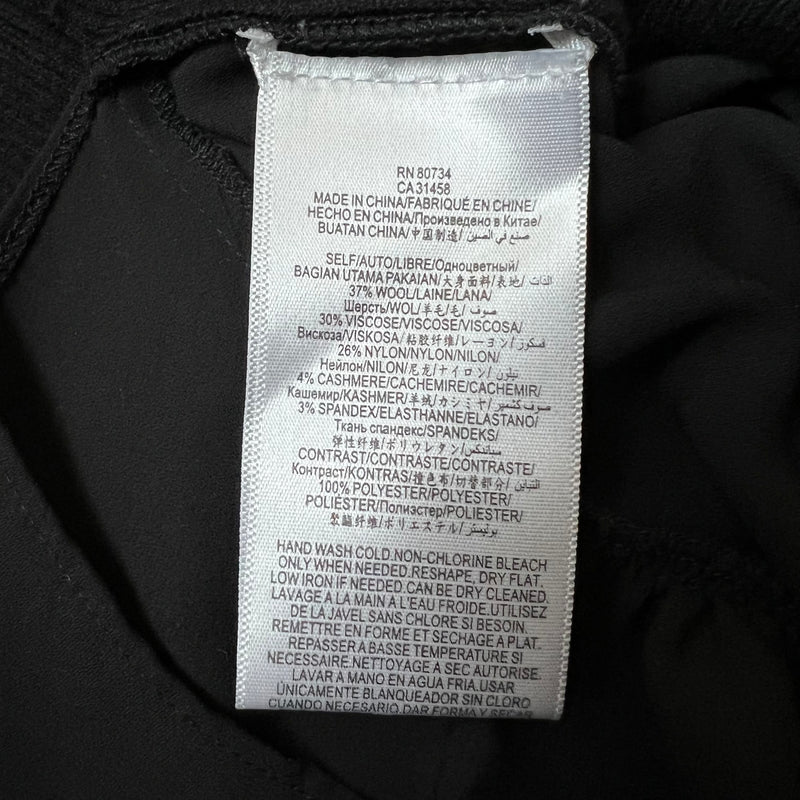 RN 80734
CA 31458
MADE IN CHINA/FABRIQUÉ EN CHINE/
HECHO EN CHINA/Произведено в Китае/
BUATAN CHINA/中国制造/ صنع في الصين
SELF/AUTO/LIBRE/Одноцветный/
BAGIAN UTAMA PAKAIAN/大身面料/表地/ الذات
37% WOOL/LAINE/LANA/
Шерсть/WOL/羊毛/毛/ صوف
30% VISCOSE/VISCOSE/VISCOSA/
Вискоза/VISKOSA/粘胶纤维/レーヨン/ فسكوز
26% NYLON/NYLON/NILON/
Нейлон/NILON/尼龙/ナイロン/ نيلون
4% CASHMERE/CACHEMIRE/CACHEMIR/
Кашемир/KASHMER/羊绒/カシミヤ/ صوف كشمير
3% SPANDEX/ELASTHANNE/ELASTANO/
Ткань спандекс/SPANDEKS/
弹性纤维/ポリウレタン/ سباندكس
CONTRAST/CONTRASTE/CONTRASTE/
Контраст/KONTRAS/撞色布/切替部分/ التباين
100% POLYESTER/POLYESTER/
POLIÉSTER/Полиэстер/POLIESTER/
聚酯纤维/ポリエステル/ بوليستر
HAND WASH COLD.NON-CHLORINE BLEACH
ONLY WHEN NEEDED.RESHAPE, DRY FLAT.
LOW IRON IF NEEDED.CAN BE DRY CLEANED.
LAVAGE A LA MAIN A L'EAU FROIDE.UTILISEZ
DE LA JAVEL SANS CHLORE SI BESOIN.
REMETTRE EN FORME ET SECHAGE A PLAT.
REPASSER A BASSE TEMPERATURE SI
NECESSAIRE.NETTOYAGE A SEC AUTORISE.
LAVAR A MANO EN AGUA FRIA.USAR
ÚNICAMENTE BLANQUEADOR SIN CLORO
CUANDO NECESARIO.DAR FORMA Y SECAR